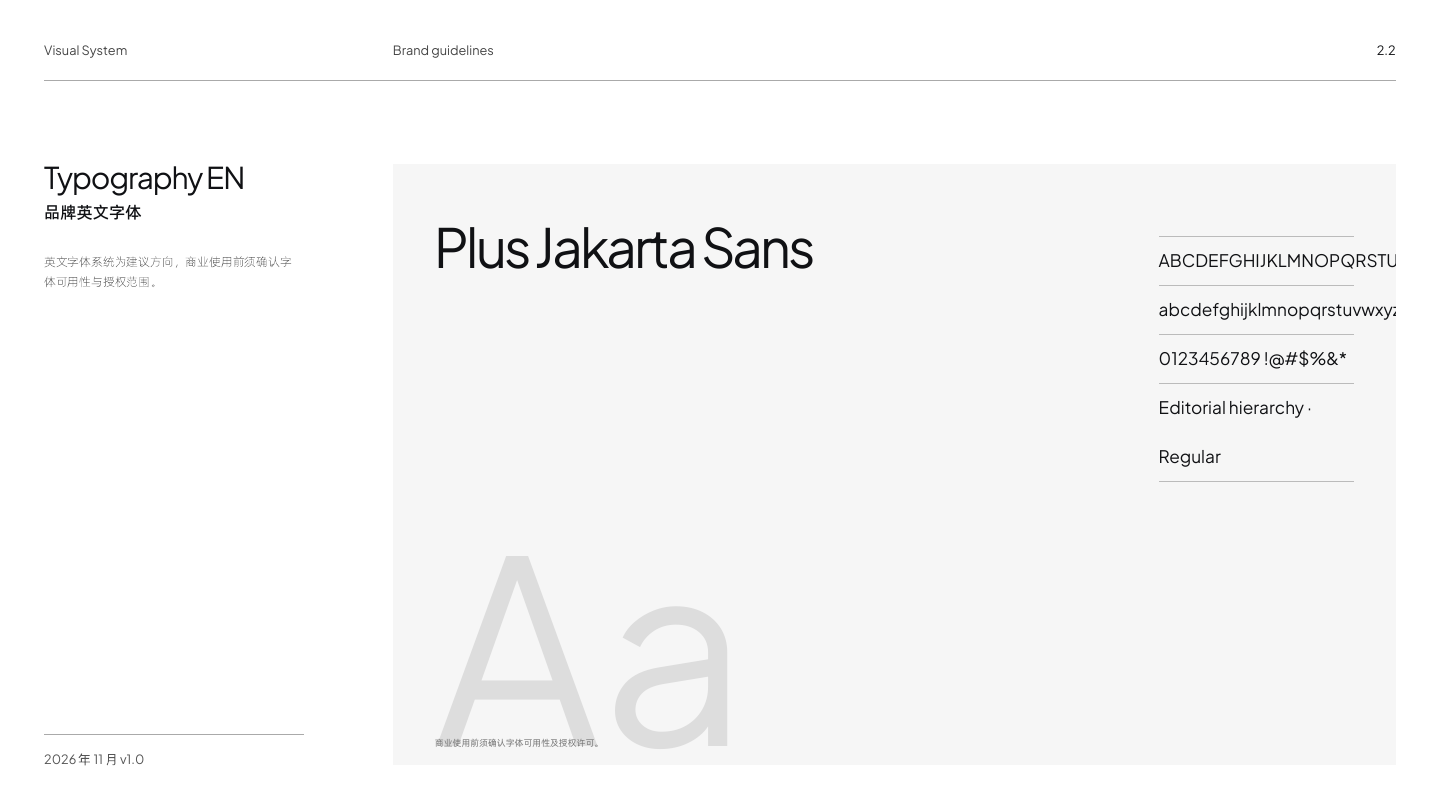 Visual System
Brand guidelines
2.2
Typography EN
品牌英文字体
英文字体系统为建议方向，商业使用前须确认字
体可用性与授权范围。
2026 年 11 月 v1.0
Plus Jakarta Sans
ABCDEFGHIJKLMNOPQRSTU
abcdefghijklmnopqrstuvwxyz
0123456789 !@#$%&*
Editorial hierarchy ·
Regular
Aa
商业使用前须确认字体可用性及授权许可。